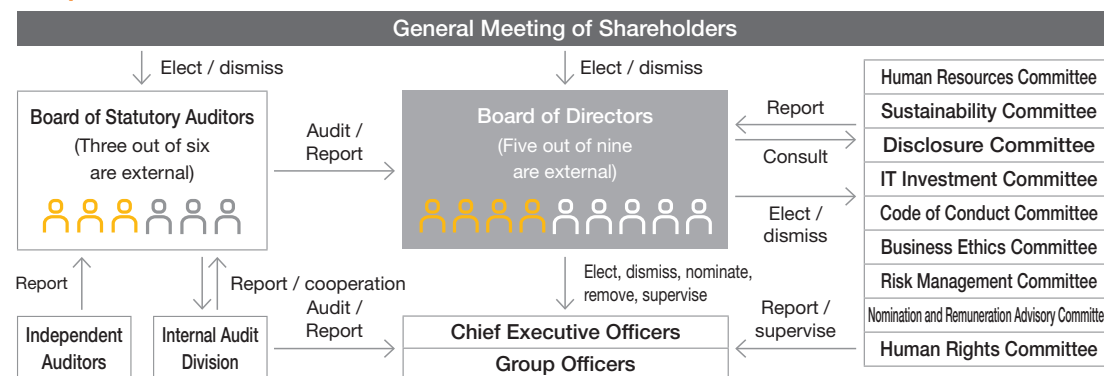 General Meeting of Shareholders
Elect / dismiss
Elect / dismiss
Board of Statutory Auditors
(Three out of six
are external)
Audit /
Report
Board of Directors
(Five out of nine
are external)
Report
Consult
Elect /
dismiss
Human Resources Committee
Sustainability Committee
Disclosure Committee
IT Investment Committee
Code of Conduct Committee
Business Ethics Committee
Risk Management Committee
Nomination and Remuneration Advisory Committe
Human Rights Committee
Report
Report / cooperation
Audit /
Report
Elect, dismiss, nominate,
remove, supervise
Report /
supervise
Independent
Auditors
Internal Audit
Division
Chief Executive Officers
Group Officers